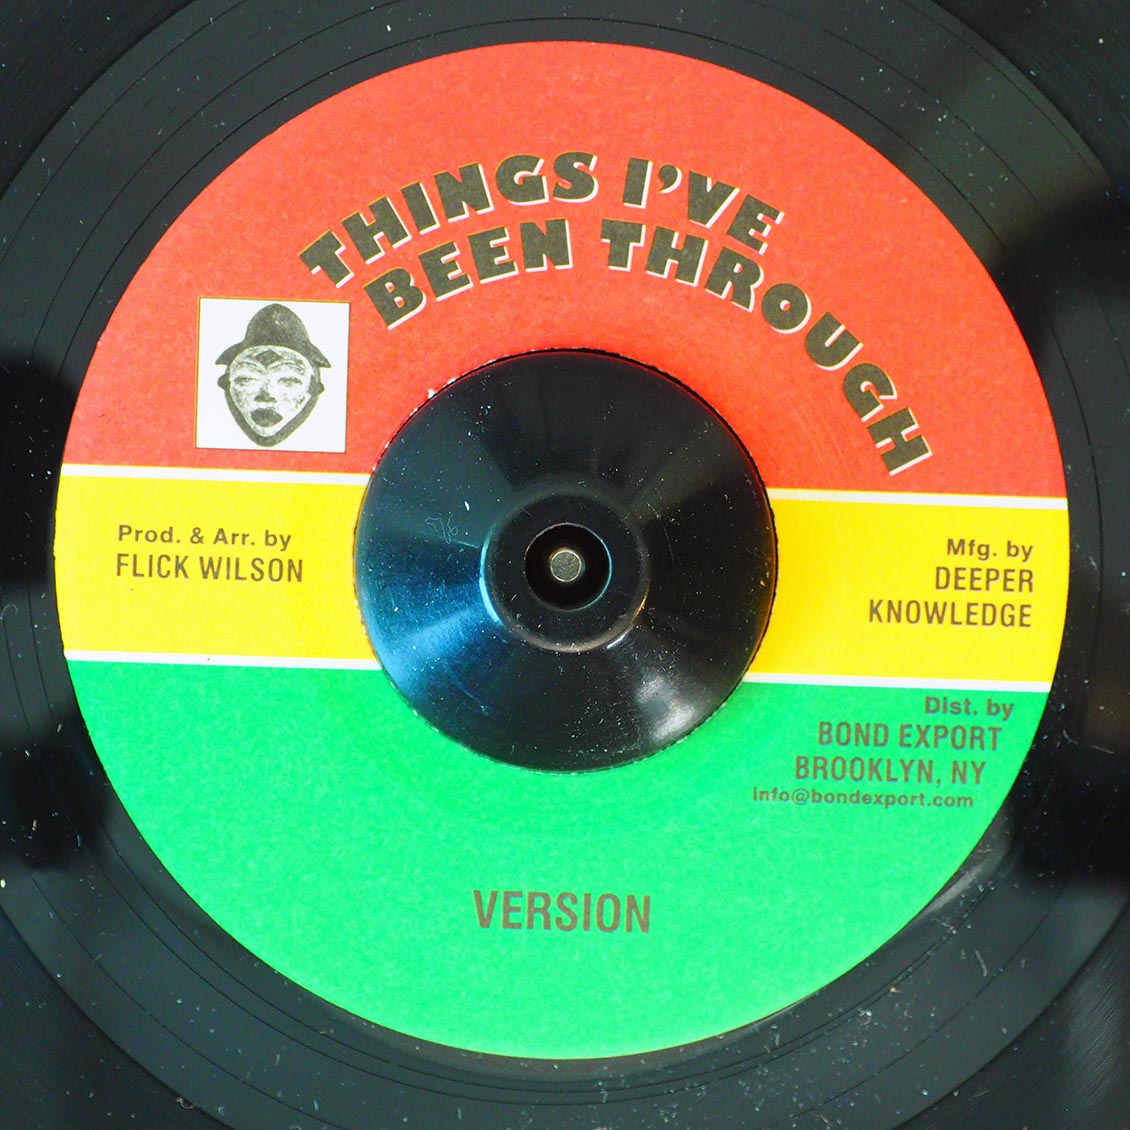 THINGS I'VE
BEEN THROUGH
Prod. & Arr. by
FLICK WILSON
Mfg. by
DEEPER
KNOWLEDGE
Dist. by
BOND EXPORT
BROOKLYN, NY
info@bondexport.com
VERSION